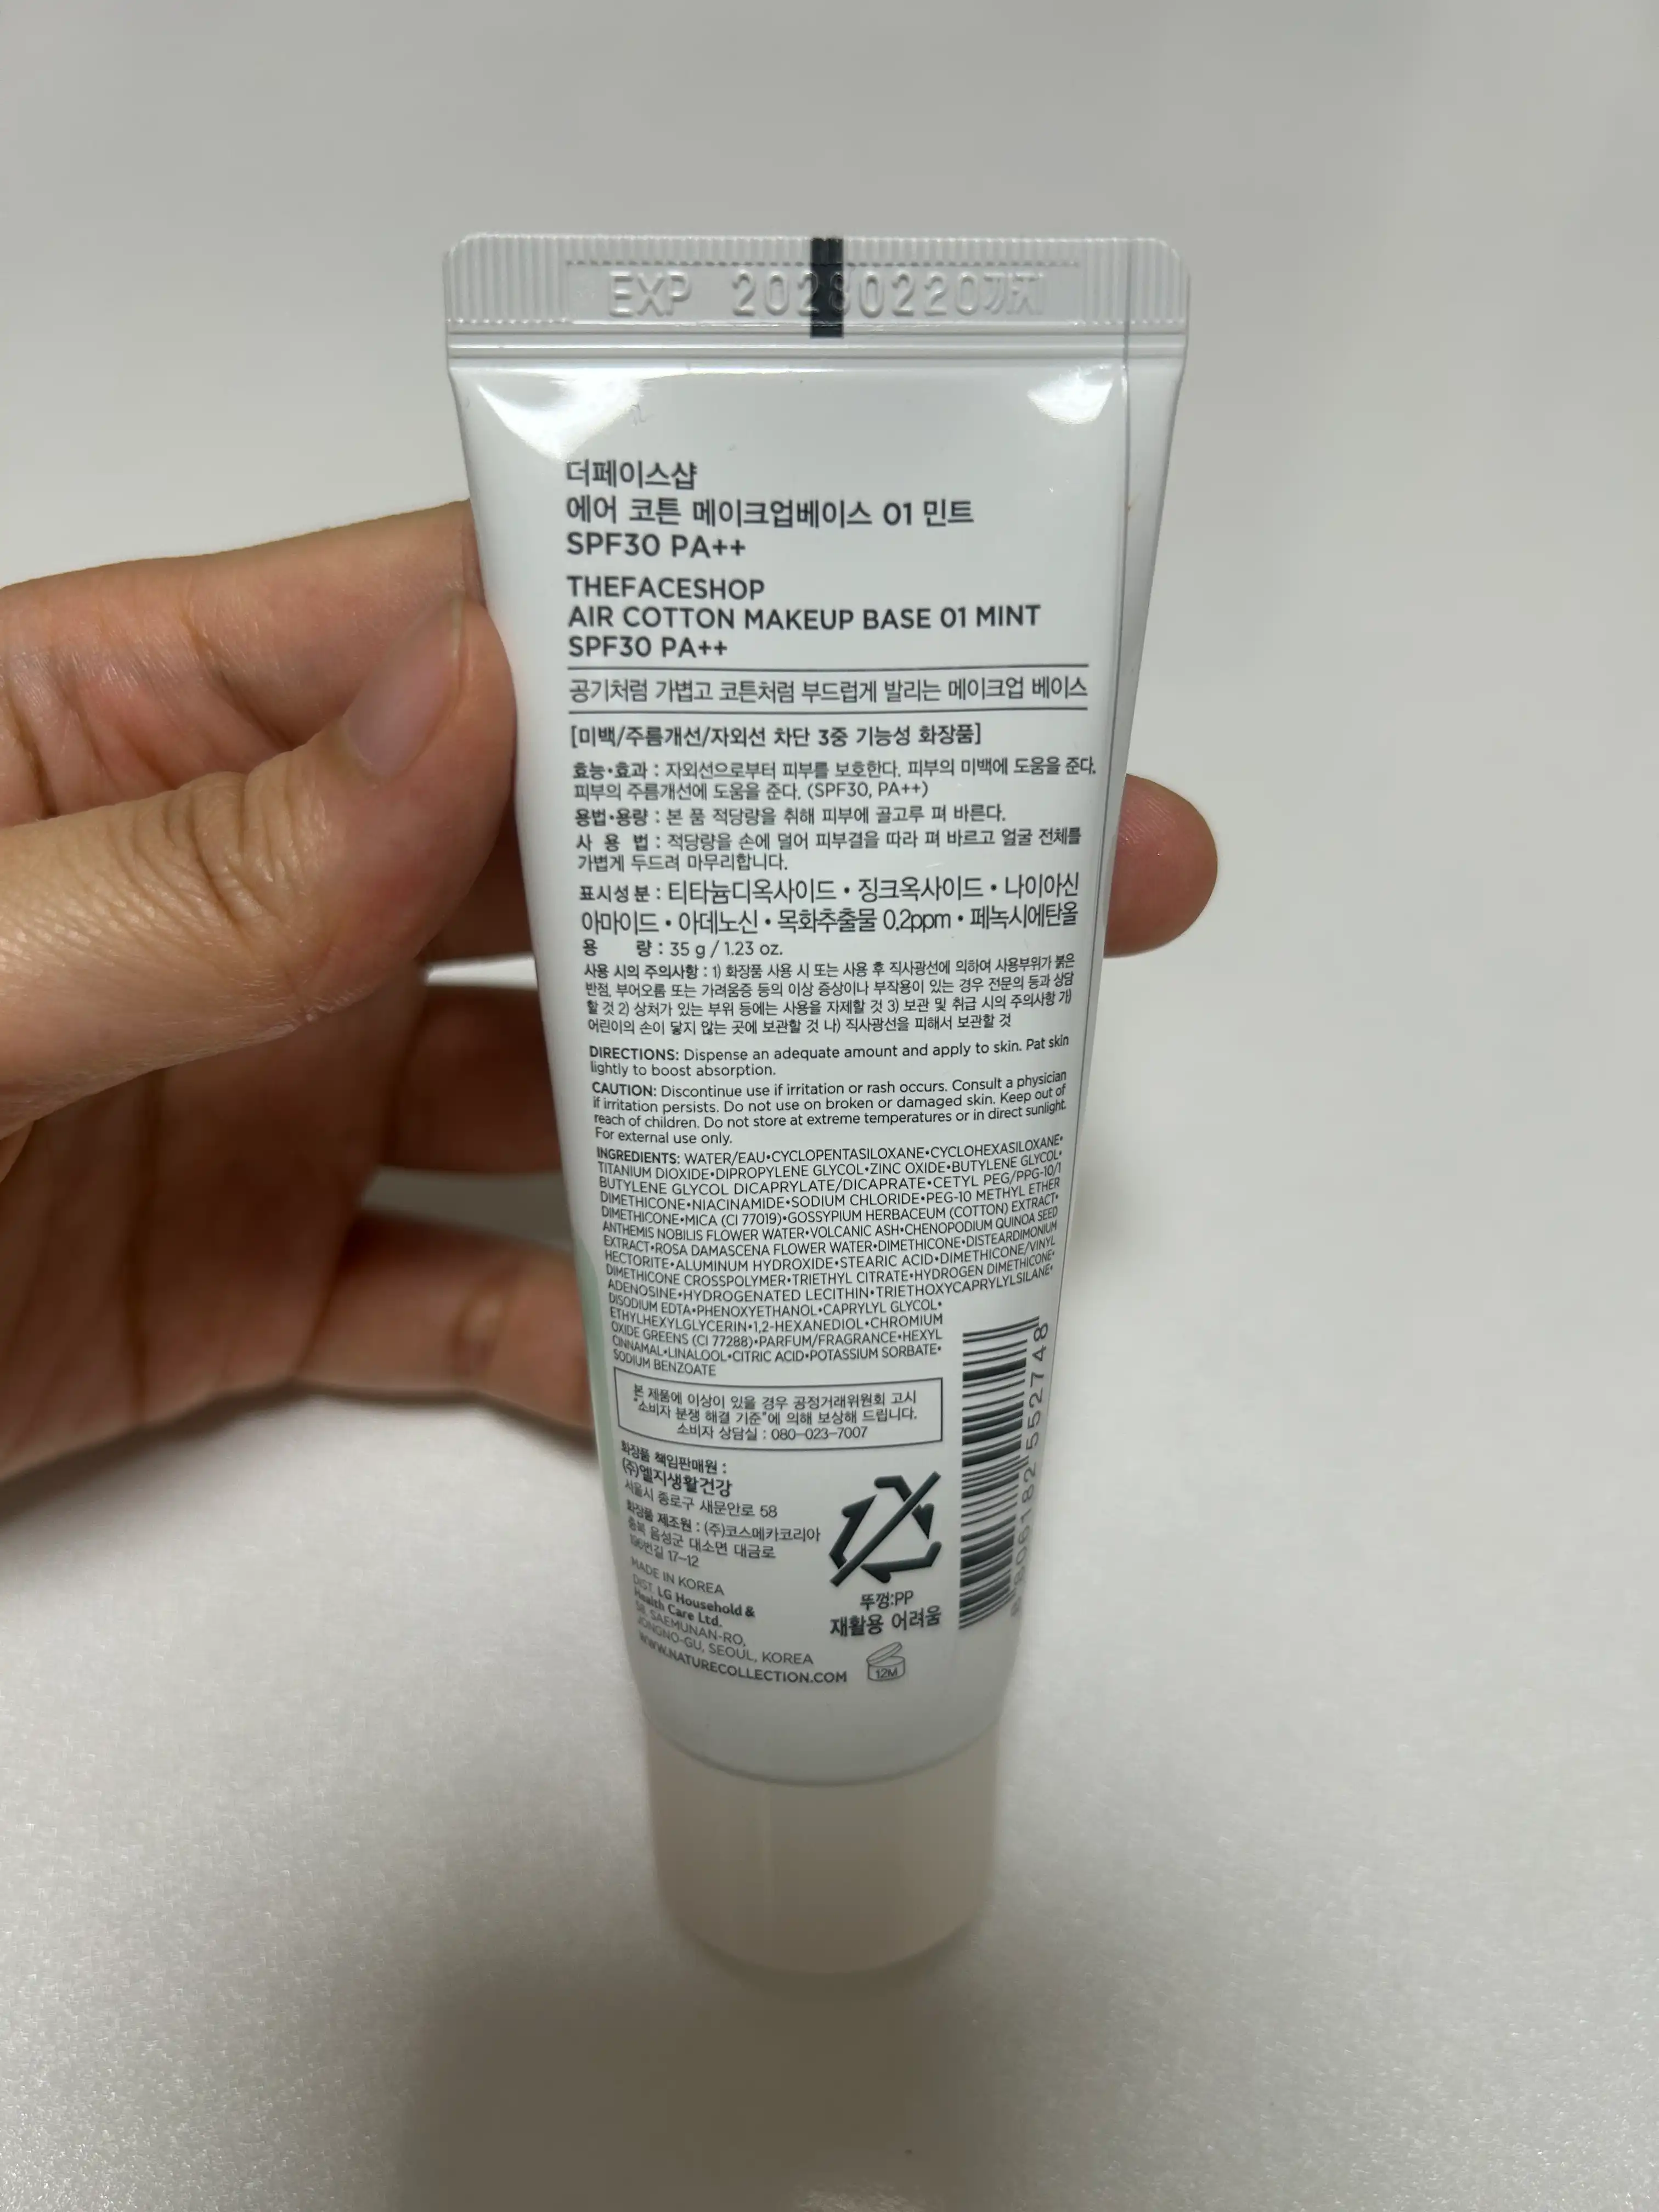 EXP 20280220까지
더페이스샵
에어 코튼 메이크업베이스 01 민트
SPF30 PA++
THEFACESHOP
AIR COTTON MAKEUP BASE 01 MINT
SPF30 PA++
공기처럼 가볍고 코튼처럼 부드럽게 발리는 메이크업 베이스
[미백/주름개선/자외선 차단 3중 기능성 화장품]
효능•효과 : 자외선으로부터 피부를 보호한다. 피부의 미백에 도움을 준다.
피부의 주름개선에 도움을 준다. (SPF30, PA++)
용법•용량 : 본 품 적당량을 취해 피부에 골고루 펴 바른다.
사 용 법 : 적당량을 손에 덜어 피부결을 따라 펴 바르고 얼굴 전체를
가볍게 두드려 마무리합니다.
표시성분 : 티타늄디옥사이드 • 징크옥사이드 • 나이아신
아마이드 • 아데노신 • 목화추출물 0.2ppm • 페녹시에탄올
용 량 : 35 g / 1.23 oz.
사용 시의 주의사항 : 1) 화장품 사용 시 또는 사용 후 직사광선에 의하여 사용부위가 붉은
반점, 부어오름 또는 가려움증 등의 이상 증상이나 부작용이 있는 경우 전문의 등과 상담
할 것 2) 상처가 있는 부위 등에는 사용을 자제할 것 3) 보관 및 취급 시의 주의사항 가)
어린이의 손이 닿지 않는 곳에 보관할 것 나) 직사광선을 피해서 보관할 것
DIRECTIONS: Dispense an adequate amount and apply to skin. Pat skin
lightly to boost absorption.
CAUTION: Discontinue use if irritation or rash occurs. Consult a physician
if irritation persists. Do not use on broken or damaged skin. Keep out of
reach of children. Do not store at extreme temperatures or in direct sunlight.
For external use only.
INGREDIENTS: WATER/EAU•CYCLOPENTASILOXANE•CYCLOHEXASILOXANE•
TITANIUM DIOXIDE•DIPROPYLENE GLYCOL•ZINC OXIDE•BUTYLENE GLYCOL•
BUTYLENE GLYCOL DICAPRYLATE/DICAPRATE•CETYL PEG/PPG-10/1
DIMETHICONE•NIACINAMIDE•SODIUM CHLORIDE•PEG-10 METHYL ETHER
DIMETHICONE•MICA (CI 77019)•GOSSYPIUM HERBACEUM (COTTON) EXTRACT•
ANTHEMIS NOBILIS FLOWER WATER•VOLCANIC ASH•CHENOPODIUM QUINOA SEED
EXTRACT•ROSA DAMASCENA FLOWER WATER•DIMETHICONE•DISTEARDIMONIUM
HECTORITE•ALUMINUM HYDROXIDE•STEARIC ACID•DIMETHICONE/VINYL
DIMETHICONE CROSSPOLYMER•TRIETHYL CITRATE•HYDROGEN DIMETHICONE•
ADENOSINE•HYDROGENATED LECITHIN•TRIETHOXYCAPRYLYLSILANE•
DISODIUM EDTA•PHENOXYETHANOL•CAPRYLYL GLYCOL•
ETHYLHEXYLGLYCERIN•1,2-HEXANEDIOL•CHROMIUM
OXIDE GREENS (CI 77288)•PARFUM/FRAGRANCE•HEXYL
CINNAMAL•LINALOOL•CITRIC ACID•POTASSIUM SORBATE•
SODIUM BENZOATE
본 제품에 이상이 있을 경우 공정거래위원회 고시
"소비자 분쟁 해결 기준"에 의해 보상해 드립니다.
소비자 상담실 : 080-023-7007
화장품 책임판매원 :
(주)엘지생활건강
서울시 종로구 새문안로 58
화장품 제조원 : (주)코스메카코리아
충북 음성군 대소면 대금로
196번길 17-12
MADE IN KOREA
DIST. LG Household &
Health Care Ltd.
58, SAEMUNAN-RO,
JONGNO-GU, SEOUL, KOREA
WWW.NATURECOLLECTION.COM
뚜껑:PP
재활용 어려움
12M
8 806182 552748